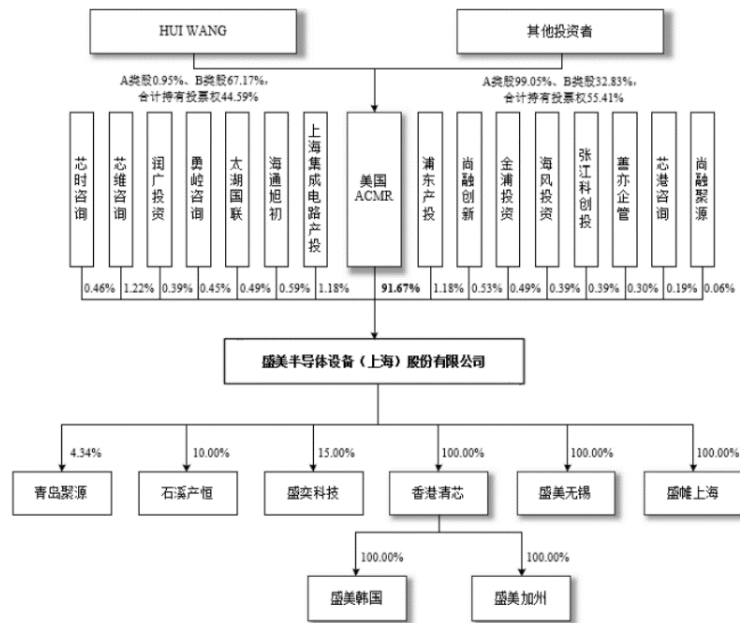 HUI WANG
其他投资者
A类股0.95%、B类股67.17%,
合计持有投票权44.59%
A类股99.05%、B类股32.83%,
合计持有投票权55.41%
芯时咨询
芯维咨询
润广投资
勇崆咨询
太湖国联
海通旭初
上海集成电路产投
美国
ACMR
浦东产投
尚融创新
金浦投资
海风投资
张江科创投
善亦企管
芯港咨询
尚融聚源
0.46%
1.22%
0.39%
0.45%
0.49%
0.59%
1.18%
91.67%
1.18%
0.53%
0.49%
0.39%
0.39%
0.30%
0.19%
0.06%
盛美半导体设备（上海）股份有限公司
4.34%
10.00%
15.00%
100.00%
100.00%
100.00%
青岛聚源
石溪产恒
盛奕科技
香港清芯
盛美无锡
盛帷上海
100.00%
100.00%
盛美韩国
盛美加州